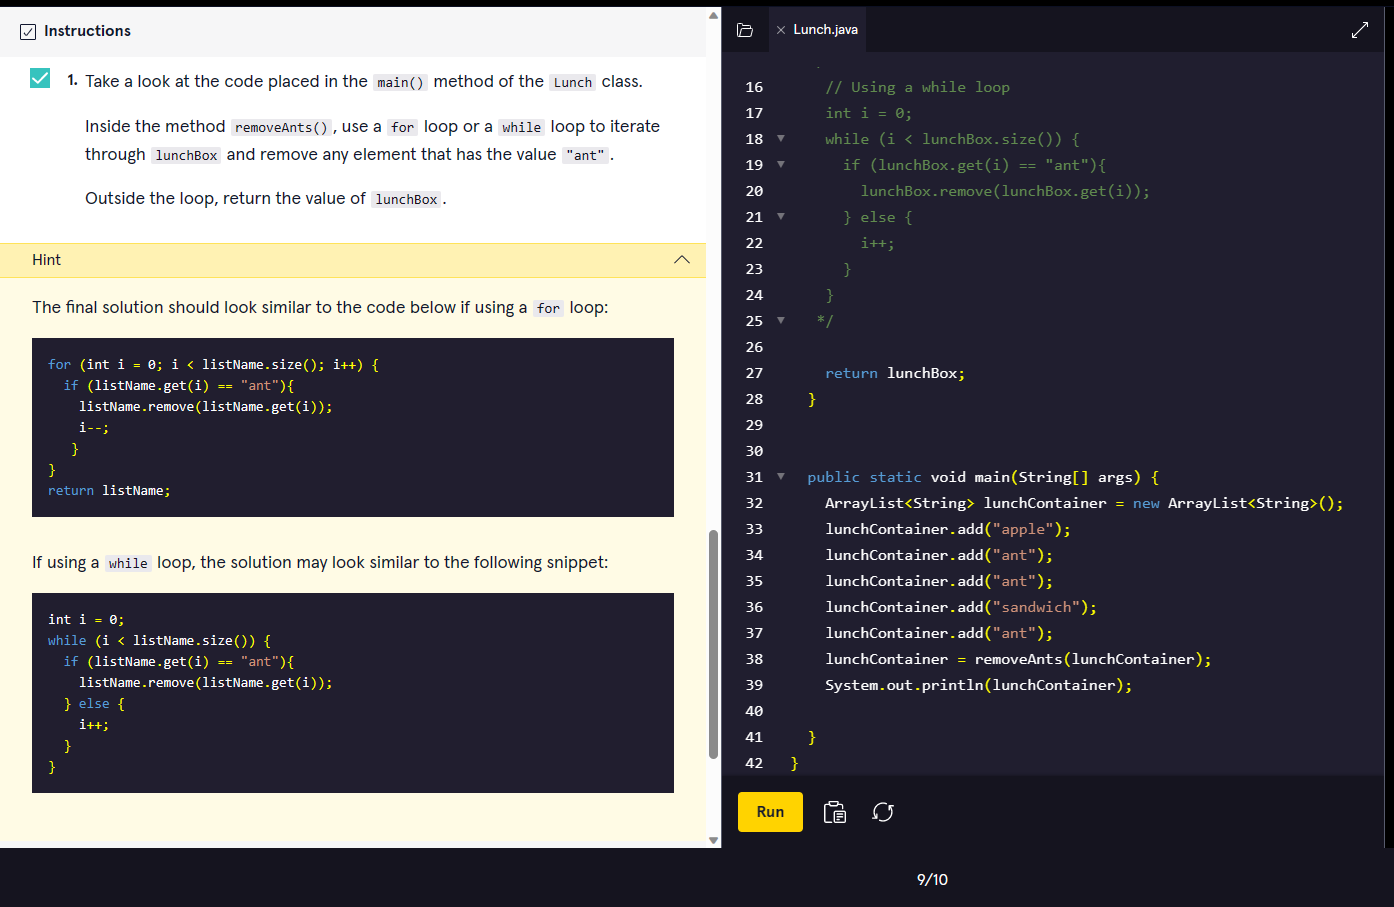 Instructions
1. Take a look at the code placed in the main() method of the Lunch class.
Inside the method removeAnts(), use a for loop or a while loop to iterate
through lunchBox and remove any element that has the value "ant".
Outside the loop, return the value of lunchBox.
Hint
The final solution should look similar to the code below if using a for loop:
for (int i = 0; i < listName.size(); i++) {
  if (listName.get(i) == "ant"){
    listName.remove(listName.get(i));
    i--;
   }
}
return listName;
If using a while loop, the solution may look similar to the following snippet:
int i = 0;
while (i < listName.size()) {
  if (listName.get(i) == "ant"){
    listName.remove(listName.get(i));
  } else {
    i++;
  }
}
Lunch.java
16     // Using a while loop
17     int i = 0;
18     while (i < lunchBox.size()) {
19       if (lunchBox.get(i) == "ant"){
20         lunchBox.remove(lunchBox.get(i));
21       } else {
22         i++;
23       }
24     }
25    */
26
27     return lunchBox;
28   }
29
30
31   public static void main(String[] args) {
32     ArrayList<String> lunchContainer = new ArrayList<String>();
33     lunchContainer.add("apple");
34     lunchContainer.add("ant");
35     lunchContainer.add("ant");
36     lunchContainer.add("sandwich");
37     lunchContainer.add("ant");
38     lunchContainer = removeAnts(lunchContainer);
39     System.out.println(lunchContainer);
40
41   }
42 }
Run
9/10